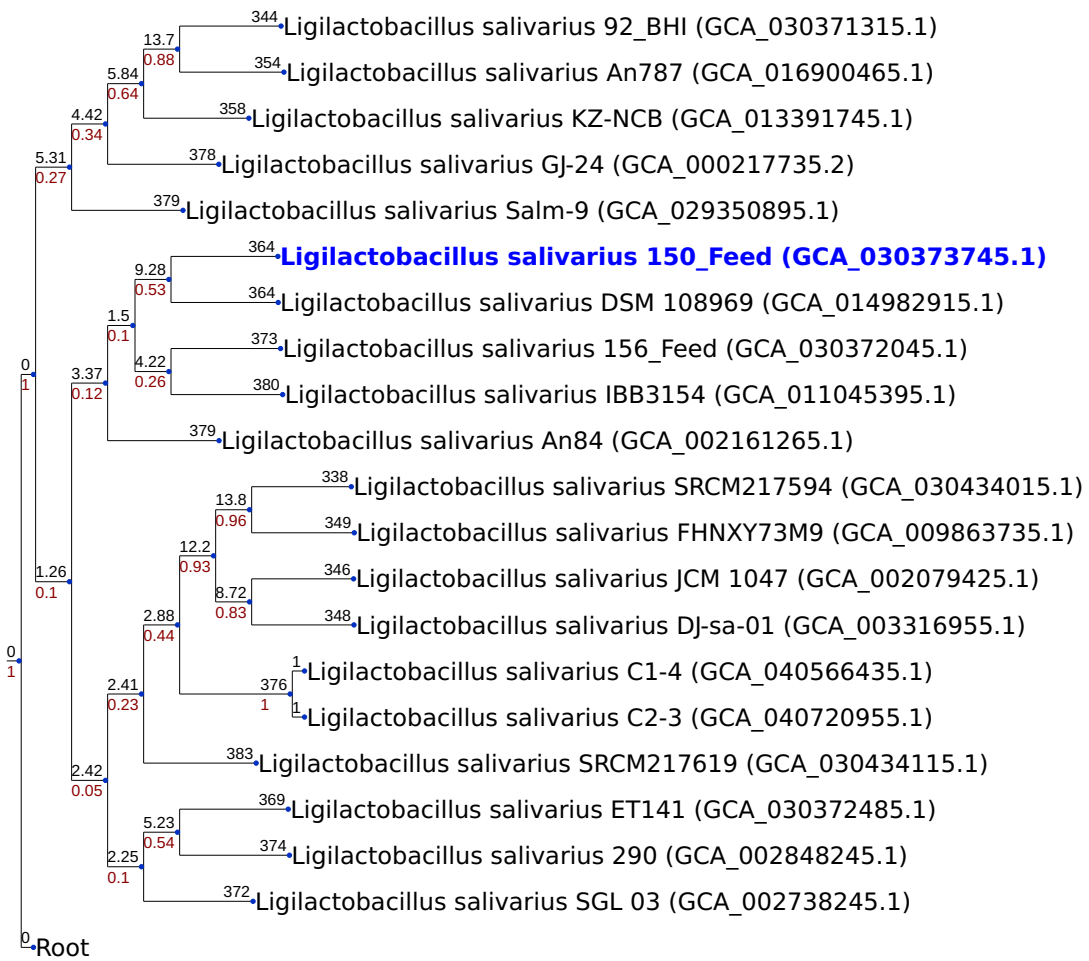 344
Ligilactobacillus salivarius 92_BHI (GCA_030371315.1)
13.7
0.88
354
Ligilactobacillus salivarius An787 (GCA_016900465.1)
5.84
0.64
358
Ligilactobacillus salivarius KZ-NCB (GCA_013391745.1)
4.42
0.34
378
Ligilactobacillus salivarius GJ-24 (GCA_000217735.2)
5.31
0.27
379
Ligilactobacillus salivarius Salm-9 (GCA_029350895.1)
364
Ligilactobacillus salivarius 150_Feed (GCA_030373745.1)
9.28
0.53
364
Ligilactobacillus salivarius DSM 108969 (GCA_014982915.1)
1.5
0.1
373
Ligilactobacillus salivarius 156_Feed (GCA_030372045.1)
4.22
0.26
0
1
3.37
0.12
380
Ligilactobacillus salivarius IBB3154 (GCA_011045395.1)
379
Ligilactobacillus salivarius An84 (GCA_002161265.1)
338
Ligilactobacillus salivarius SRCM217594 (GCA_030434015.1)
13.8
0.96
349
Ligilactobacillus salivarius FHNXY73M9 (GCA_009863735.1)
12.2
0.93
1.26
0.1
346
Ligilactobacillus salivarius JCM 1047 (GCA_002079425.1)
8.72
0.83
348
Ligilactobacillus salivarius DJ-sa-01 (GCA_003316955.1)
2.88
0.44
0
1
1
Ligilactobacillus salivarius C1-4 (GCA_040566435.1)
376
1
2.41
0.23
1
Ligilactobacillus salivarius C2-3 (GCA_040720955.1)
383
Ligilactobacillus salivarius SRCM217619 (GCA_030434115.1)
2.42
0.05
369
Ligilactobacillus salivarius ET141 (GCA_030372485.1)
5.23
0.54
374
Ligilactobacillus salivarius 290 (GCA_002848245.1)
2.25
0.1
372
Ligilactobacillus salivarius SGL 03 (GCA_002738245.1)
0
Root